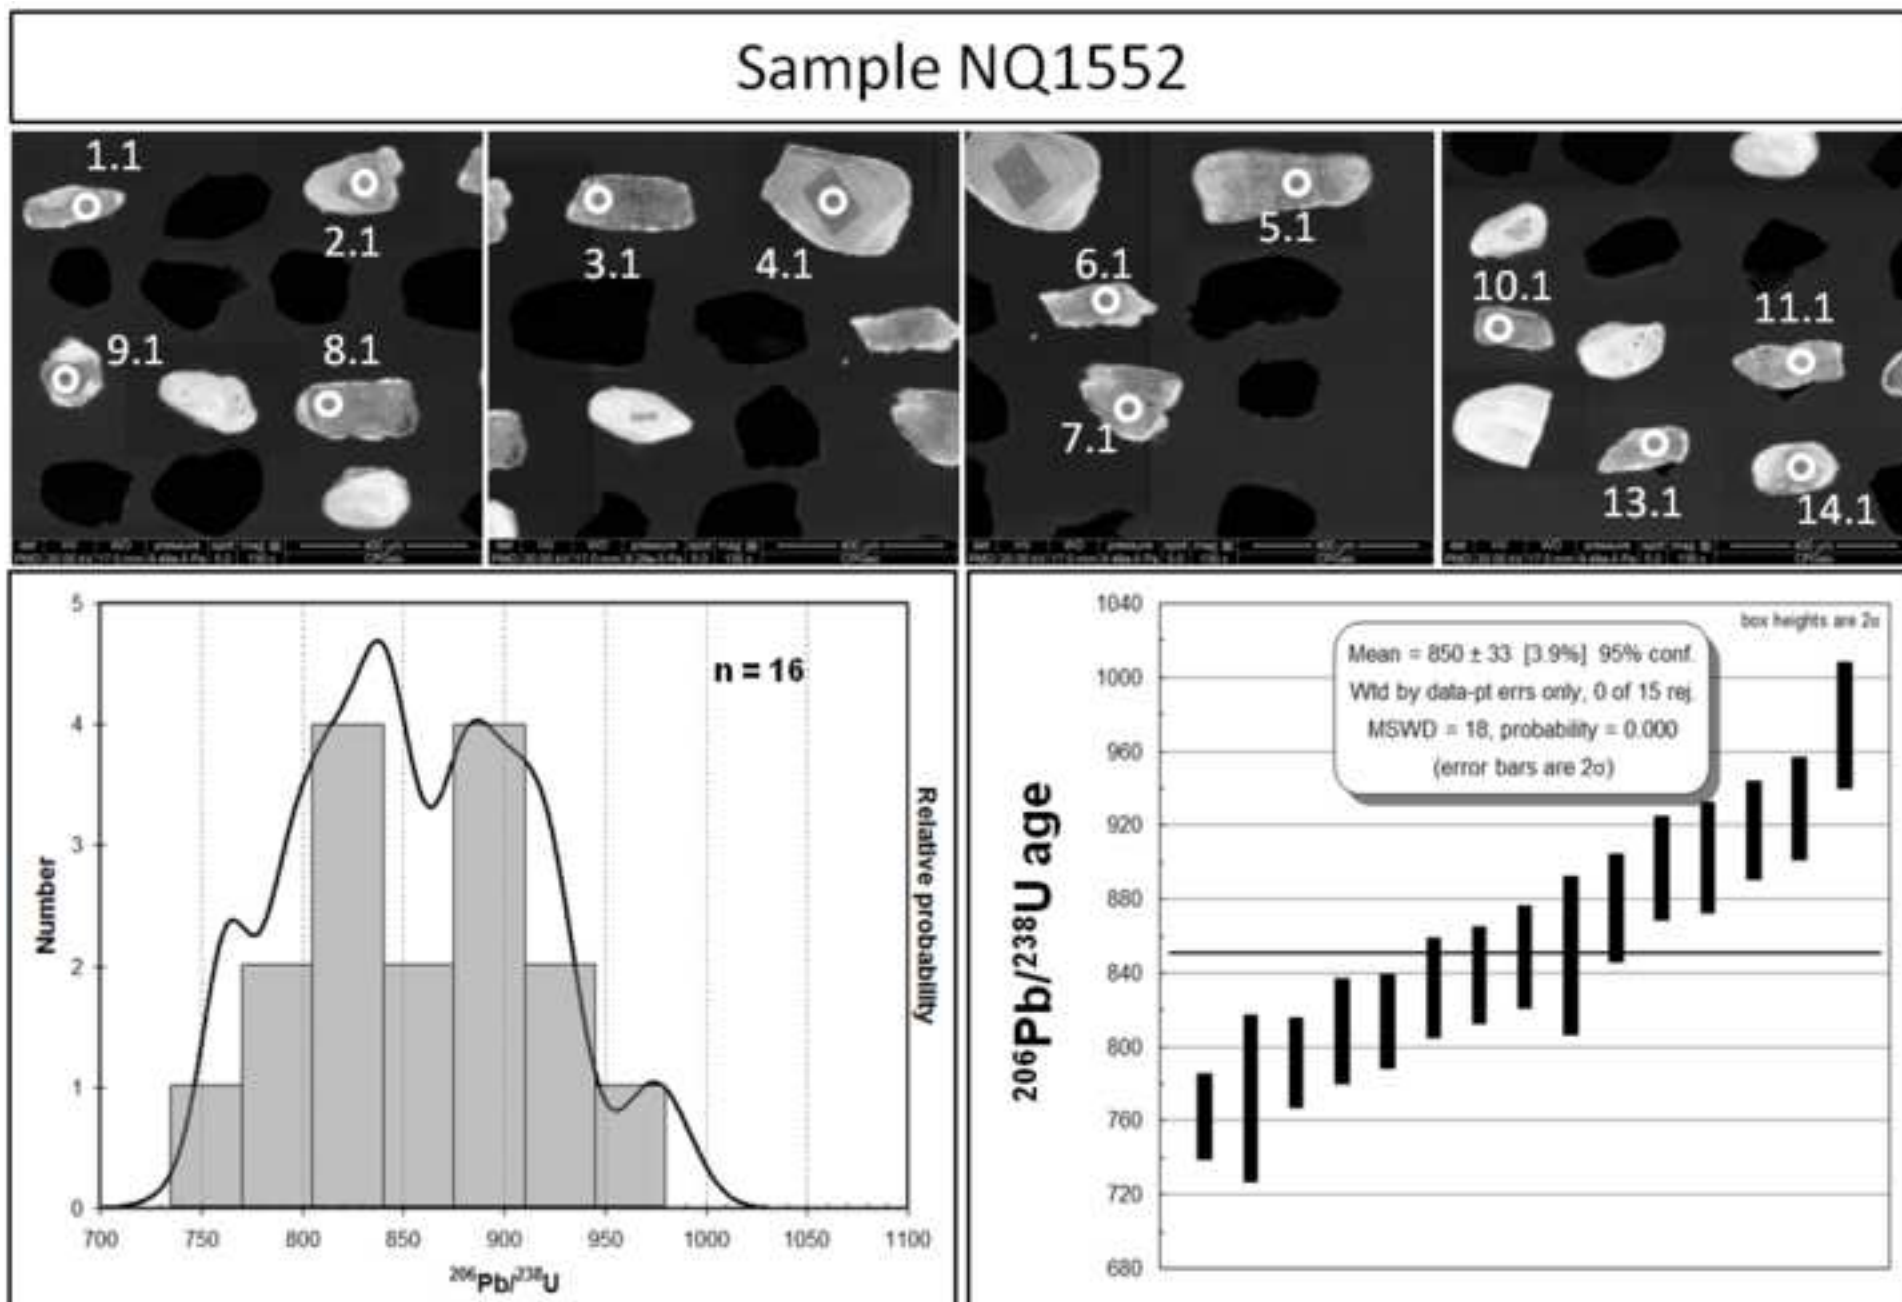 Sample NQ1552
1.1
2.1
3.1
4.1
5.1
6.1
7.1
9.1
8.1
10.1
11.1
13.1
14.1
5
4
3
2
1
0
Number
n = 16
Relative probability
700 750 800 850 900 950 1000 1050 1100
²⁰⁶Pb/²³⁸U
1040
1000
960
920
880
840
800
760
720
680
²⁰⁶Pb/²³⁸U age
box heights are 2σ
Mean = 850 ± 33 [3.9%] 95% conf.
Wtd by data-pt errs only, 0 of 15 rej.
MSWD = 18, probability = 0.000
(error bars are 2σ)